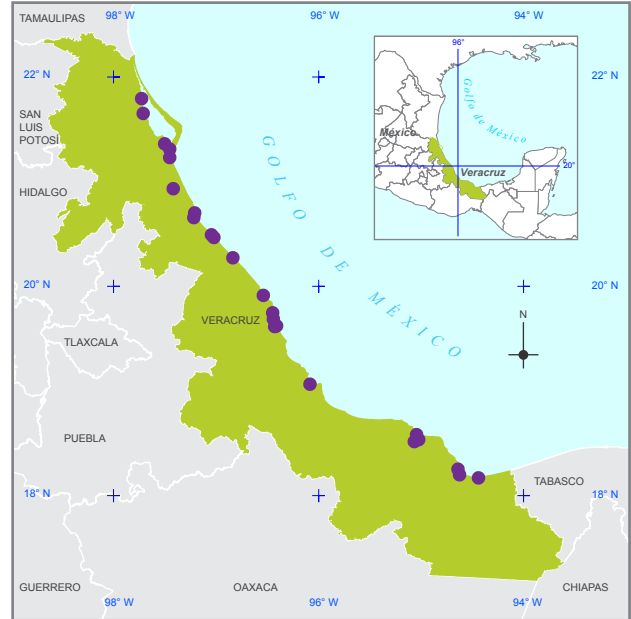 98° W
96° W
94° W
TAMAULIPAS
22° N
22° N
SAN
LUIS
POTOSÍ
HIDALGO
96°
Golfo de México
México
20°
Veracruz
GOLFO DE MÉXICO
20° N
20° N
VERACRUZ
N
TLAXCALA
PUEBLA
TABASCO
18° N
18° N
GUERRERO
OAXACA
CHIAPAS
98° W
96° W
94° W